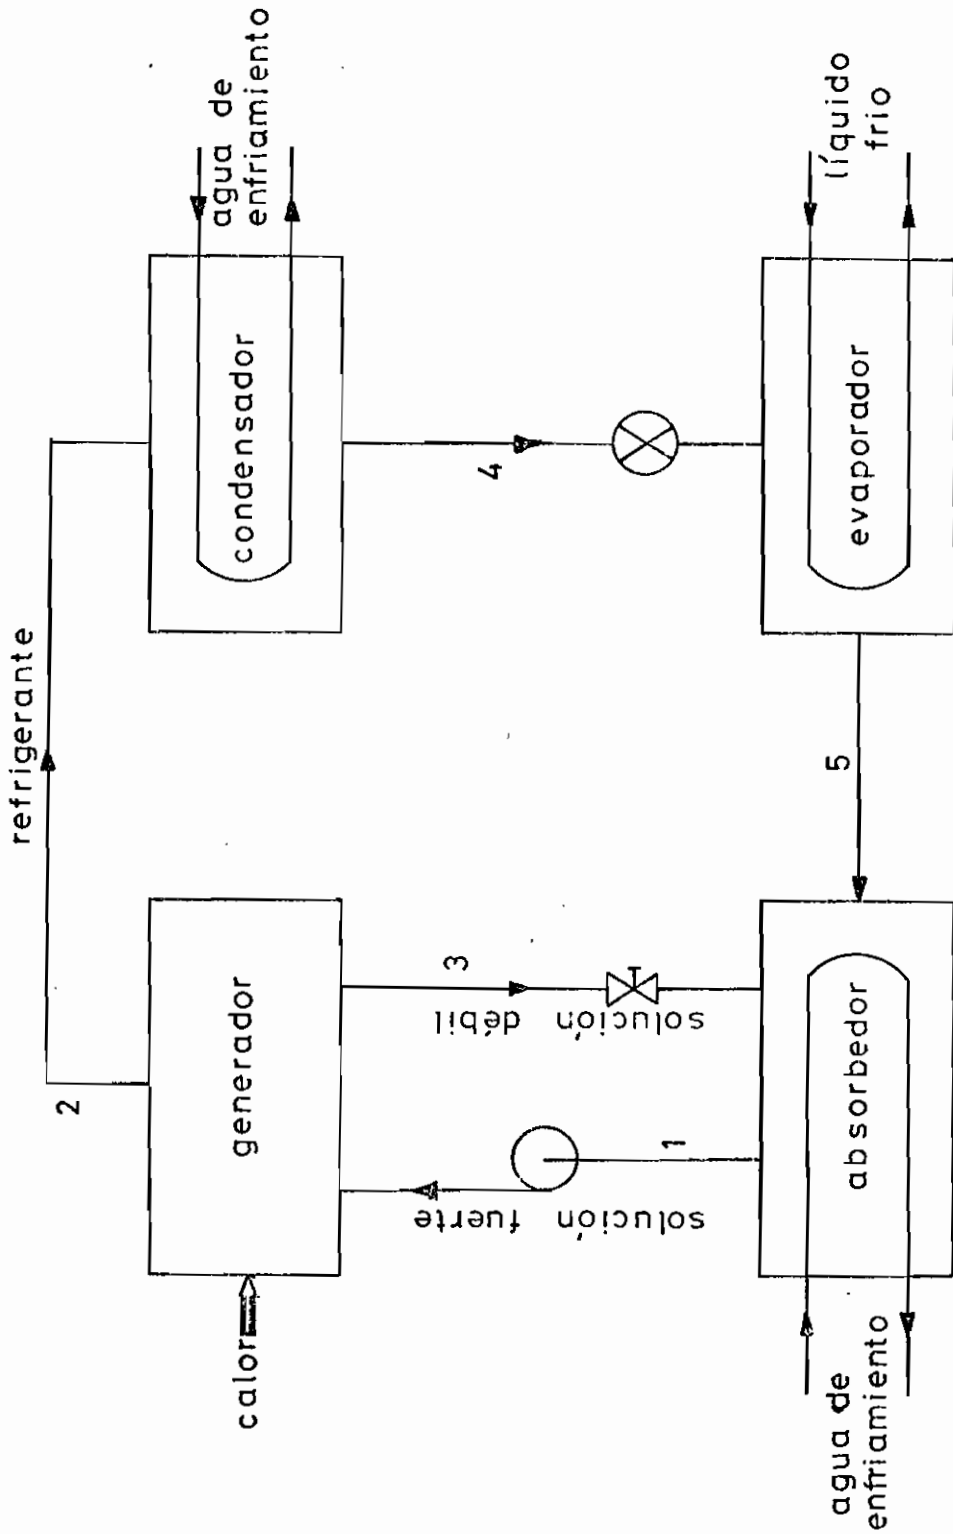 refrigerante
2
calor
generador
condensador
agua de
enfriamiento
solución fuerte
1
solución débil
3
4
5
agua de
enfriamiento
absorbedor
evaporador
líquido
frio